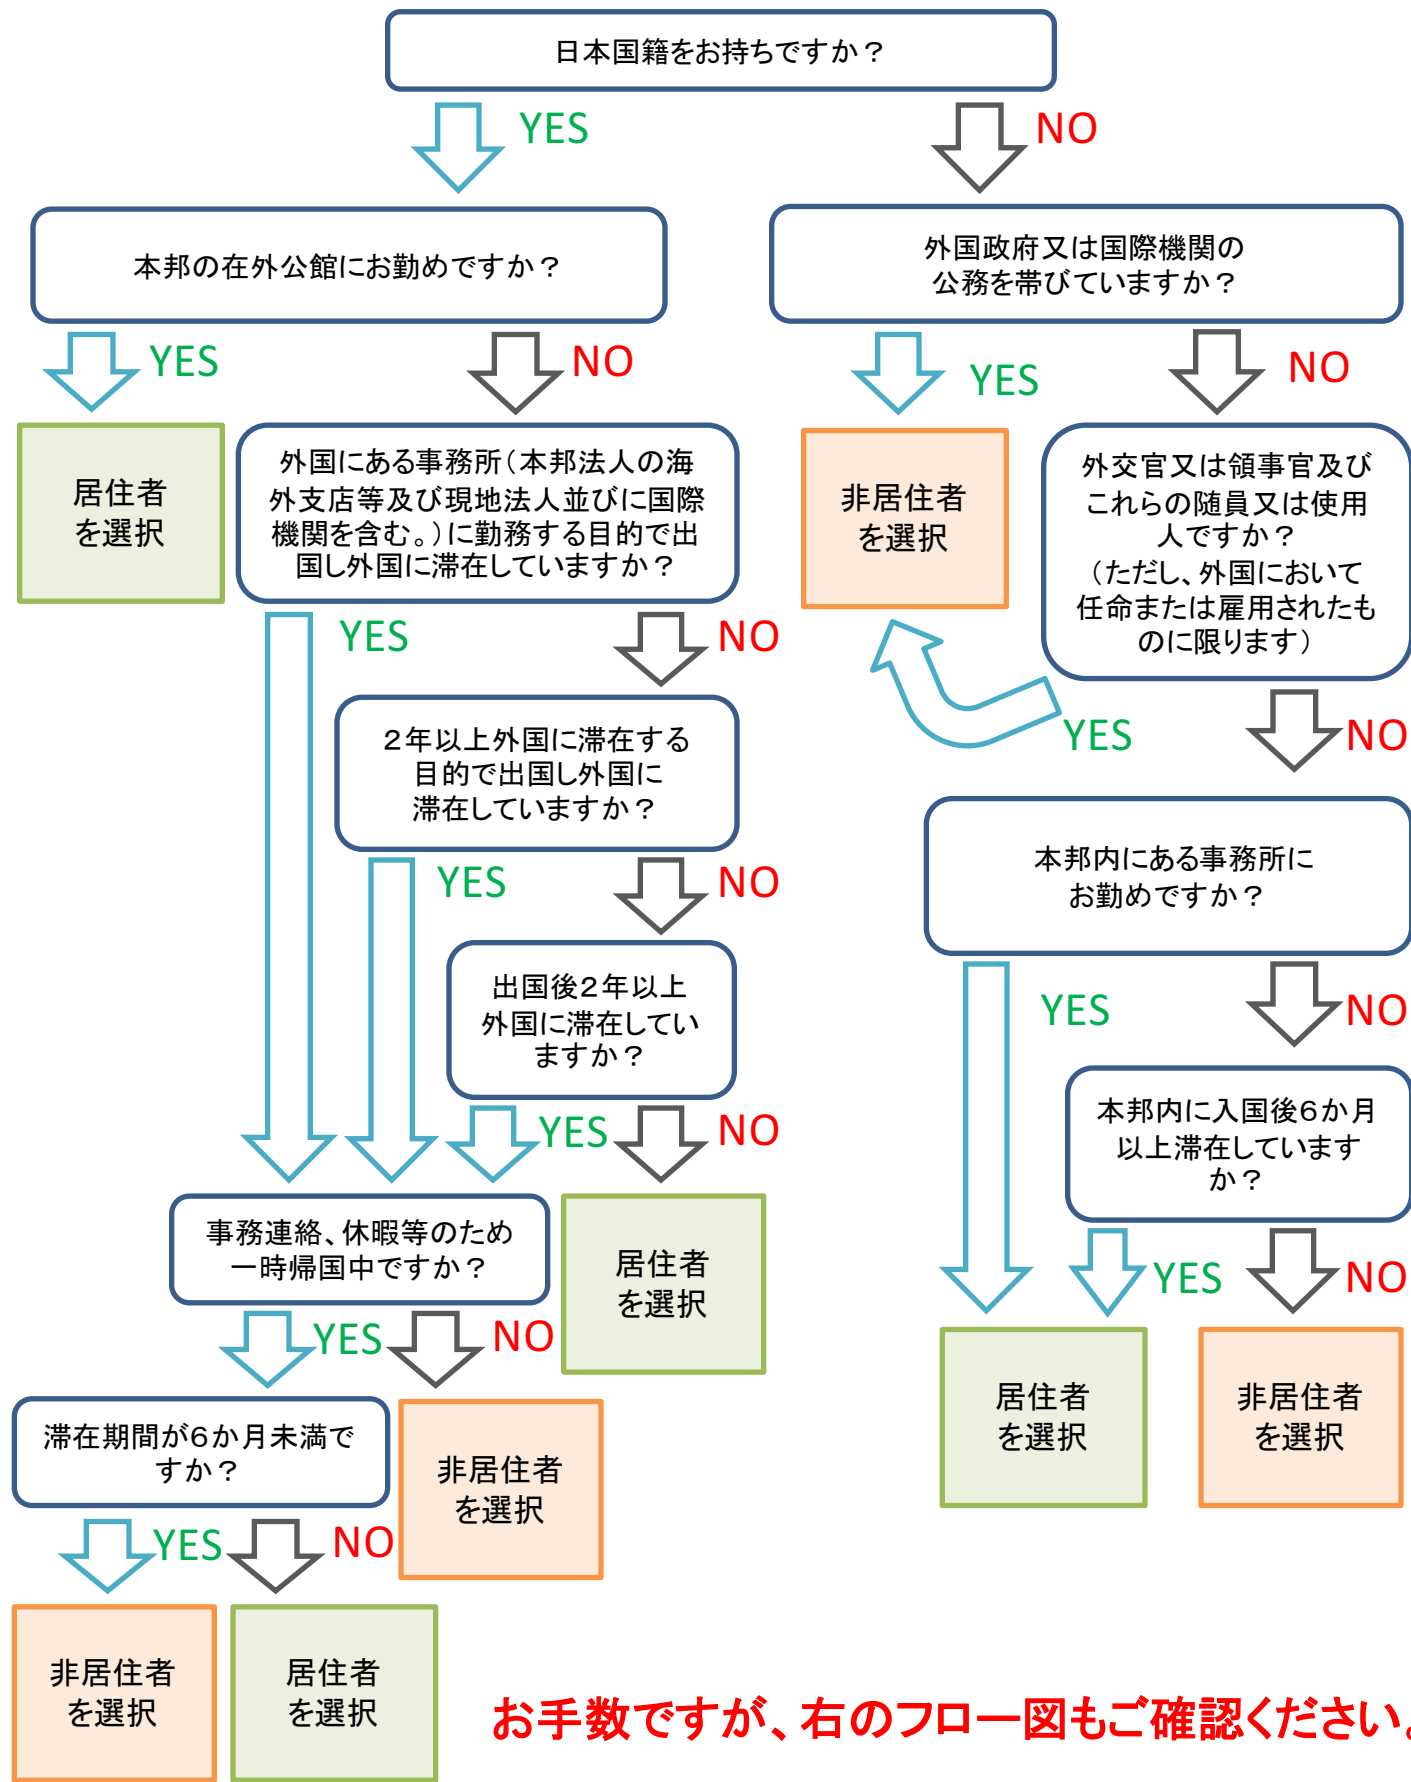 日本国籍をお持ちですか？
YES
NO
本邦の在外公館にお勤めですか？
外国政府又は国際機関の
公務を帯びていますか？
YES
NO
YES
NO
居住者
を選択
外国にある事務所（本邦法人の海
外支店等及び現地法人並びに国際
機関を含む。）に勤務する目的で出
国し外国に滞在していますか？
非居住者
を選択
外交官又は領事官及び
これらの随員又は使用
人ですか？
（ただし、外国において
任命または雇用されたも
のに限ります）
YES
NO
YES
NO
２年以上外国に滞在する
目的で出国し外国に
滞在していますか？
本邦内にある事務所に
お勤めですか？
YES
NO
YES
NO
出国後２年以上
外国に滞在してい
ますか？
本邦内に入国後６か月
以上滞在しています
か？
YES
NO
YES
NO
事務連絡、休暇等のため
一時帰国中ですか？
居住者
を選択
YES
NO
居住者
を選択
非居住者
を選択
滞在期間が６か月未満で
すか？
非居住者
を選択
YES
NO
非居住者
を選択
居住者
を選択
お手数ですが、右のフロー図もご確認ください。